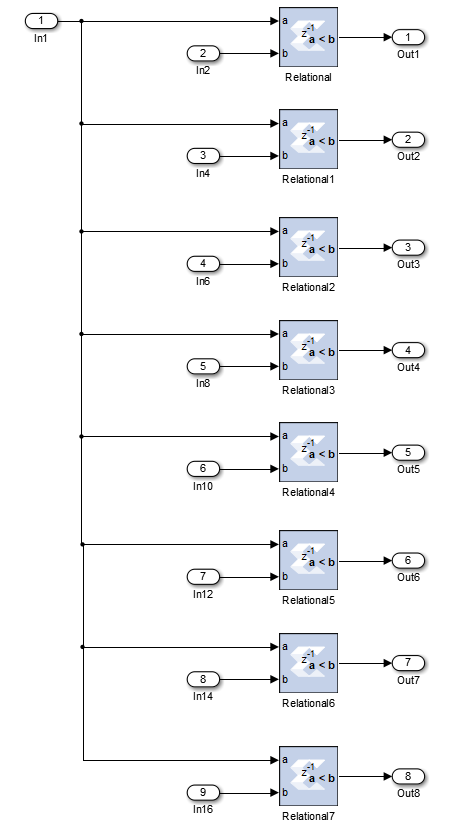 1
In1
a
z-1
a < b
b
Relational
2
In2
1
Out1
a
z-1
a < b
b
Relational1
3
In4
2
Out2
a
z-1
a < b
b
Relational2
4
In6
3
Out3
a
z-1
a < b
b
Relational3
5
In8
4
Out4
a
z-1
a < b
b
Relational4
6
In10
5
Out5
a
z-1
a < b
b
Relational5
7
In12
6
Out6
a
z-1
a < b
b
Relational6
8
In14
7
Out7
a
z-1
a < b
b
Relational7
9
In16
8
Out8